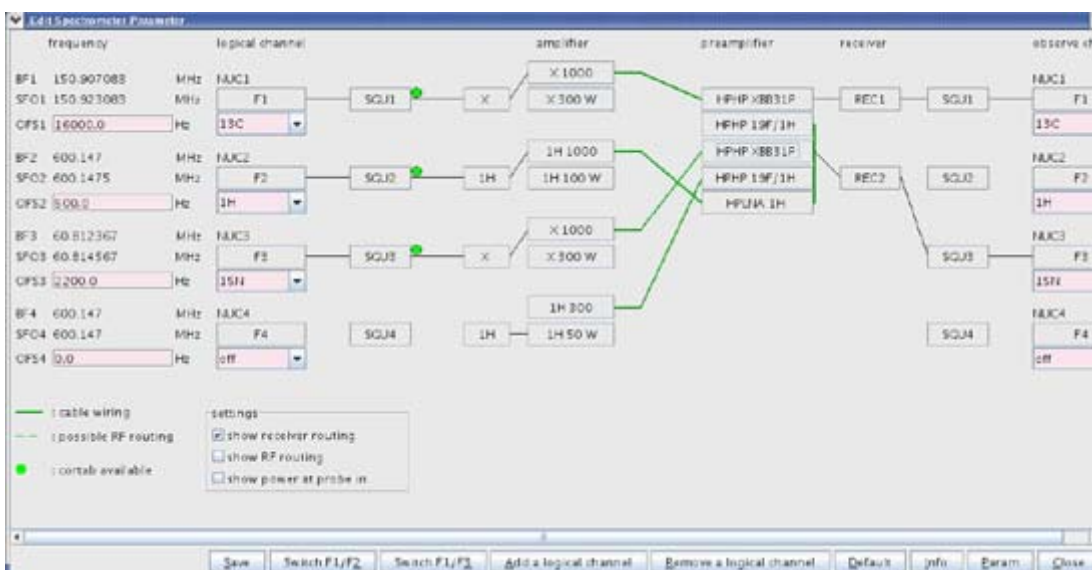 Edit Spectrometer Parameter
frequency logical channel amplifier preamplifier receiver observe ch
BF1 150.907083 MHz NUC1 X 1000 NUC1
SFO1 150.923083 MHz F1 SGU1 X X 300 W HPHP XBB31P REC1 SGU1 F1
OFS1 16000.0 Hz 13C HPHP 19F/1H 13C
BF2 600.147 MHz NUC2 1H 1000 HPHP XBB31P NUC2
SFO2 600.1475 MHz F2 SGU2 1H 1H 100 W HPHP 19F/1H REC2 SGU2 F2
OFS2 500.0 Hz 1H HPLNA 1H 1H
BF3 60.812367 MHz NUC3 X 1000 NUC3
SFO3 60.814567 MHz F3 SGU3 X X 300 W SGU3 F3
OFS3 2200.0 Hz 15N 15N
BF4 600.147 MHz NUC4 1H 300 NUC4
SFO4 600.147 MHz F4 SGU4 1H 1H 50 W SGU4 F4
OFS4 0.0 Hz off off
: cable wiring settings
: possible RF routing show receiver routing
show RF routing
: cortab available show power at probe in
Save Switch F1/F2 Switch F1/F3 Add a logical channel Remove a logical channel Default Info Param Close